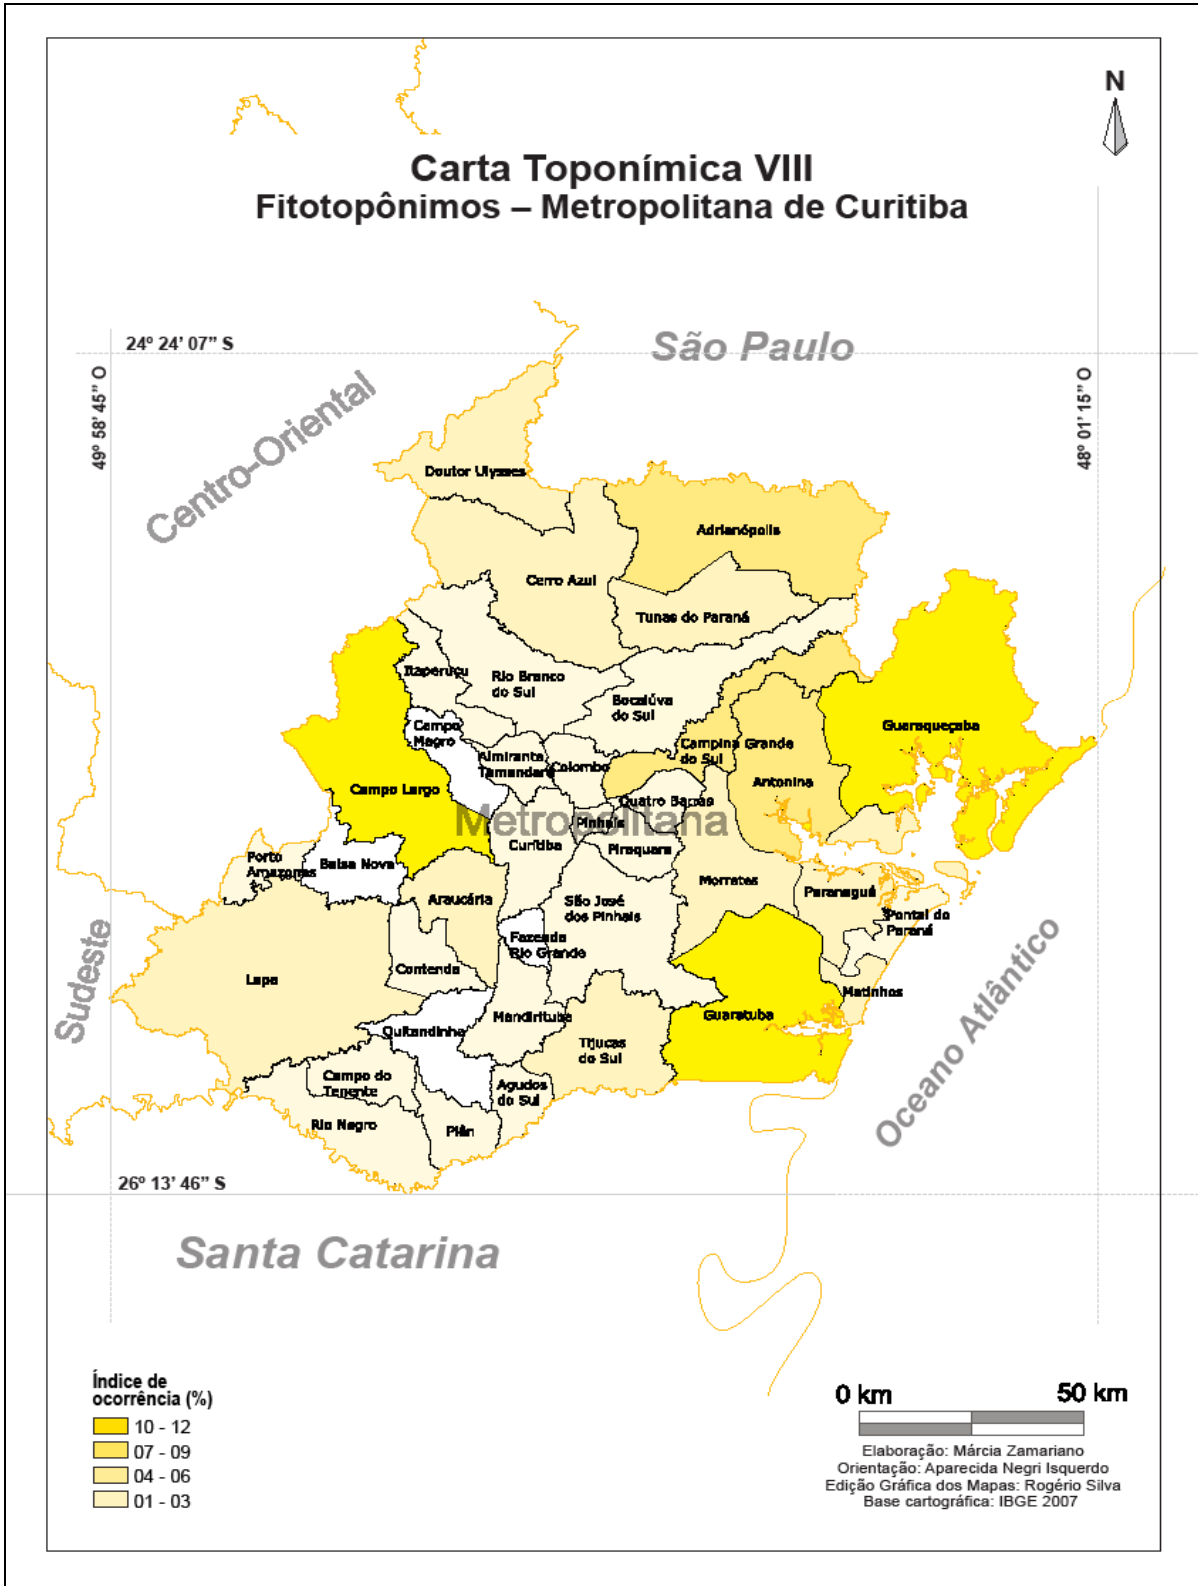 N
Carta Toponímica VIII
Fitotopônimos – Metropolitana de Curitiba
24º 24’ 07” S
São Paulo
49º 58’ 45” O
48º 01’ 15” O
Centro-Oriental
Doutor Ulysses
Adrianópolis
Cerro Azul
Tunas do Paraná
Itaperuçu
Rio Branco
do Sul
Bocaiúva
do Sul
Campo
Magro
Guaraqueçaba
Campina Grande
do Sul
Almirante
Tamandaré
Colombo
Antonina
Campo Largo
Quatro Barras
Metropolitana
Pinhais
Curitiba
Piraquara
Porto
Amazonas
Balsa Nova
Morretes
Paranaguá
Araucária
São José
dos Pinhais
Pontal do
Paraná
Fazenda
Rio Grande
Sudeste
Lapa
Contenda
Matinhos
Guaratuba
Mandirituba
Quitandinha
Tijucas
do Sul
Oceano Atlântico
Campo do
Tenente
Agudos
do Sul
Rio Negro
Piên
26º 13’ 46” S
Santa Catarina
Índice de
ocorrência (%)
10 - 12
07 - 09
04 - 06
01 - 03
0 km 50 km
Elaboração: Márcia Zamariano
Orientação: Aparecida Negri Isquerdo
Edição Gráfica dos Mapas: Rogério Silva
Base cartográfica: IBGE 2007